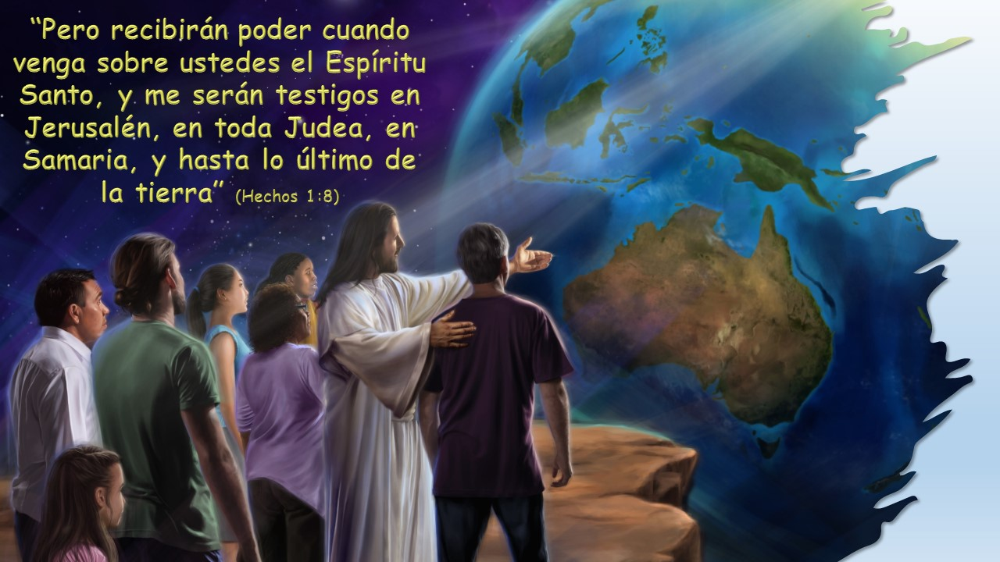 “Pero recibirán poder cuando
venga sobre ustedes el Espíritu
Santo, y me serán testigos en
Jerusalén, en toda Judea, en
Samaria, y hasta lo último de
la tierra” (Hechos 1:8)